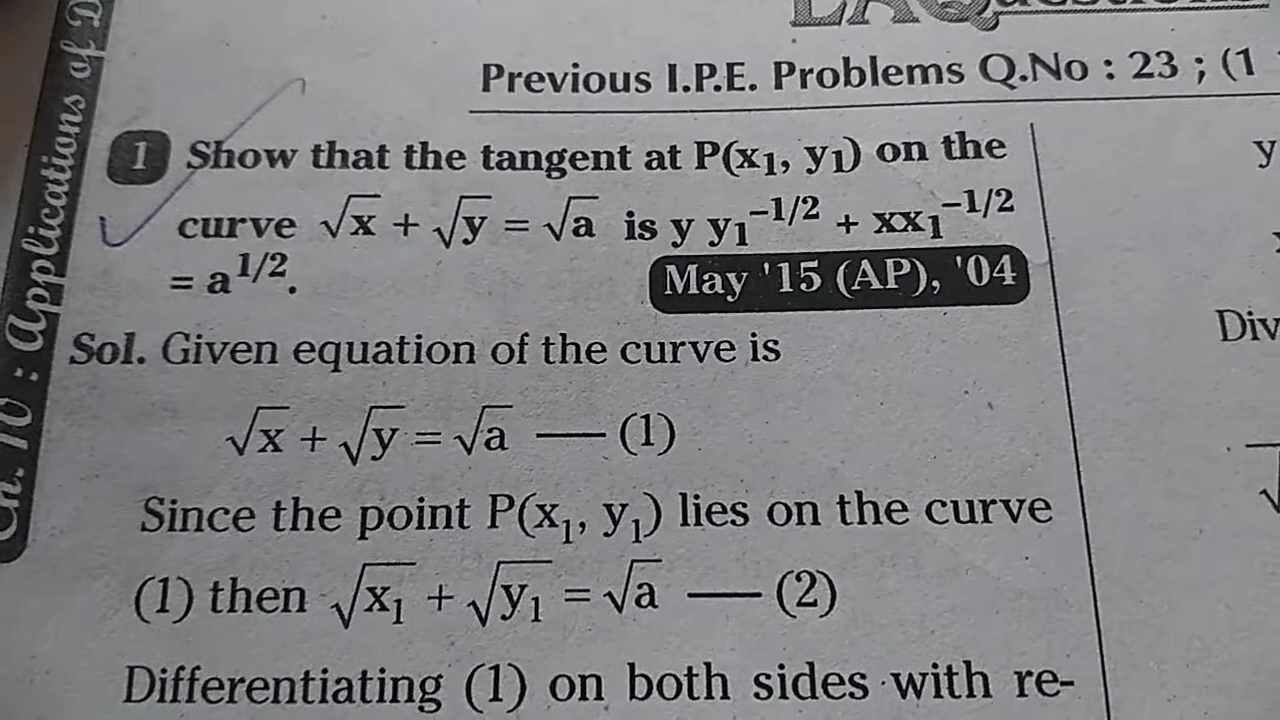 Previous I.P.E. Problems Q.No : 23 ; (1
1 Show that the tangent at P(x₁, y₁) on the
curve √x + √y = √a is y y₁⁻¹/² + xx₁⁻¹/²
= a¹/².
May '15 (AP), '04
Sol. Given equation of the curve is
√x + √y = √a — (1)
Since the point P(x₁, y₁) lies on the curve
(1) then √x₁ + √y₁ = √a — (2)
Differentiating (1) on both sides with re-
y
Div
: Applications of D